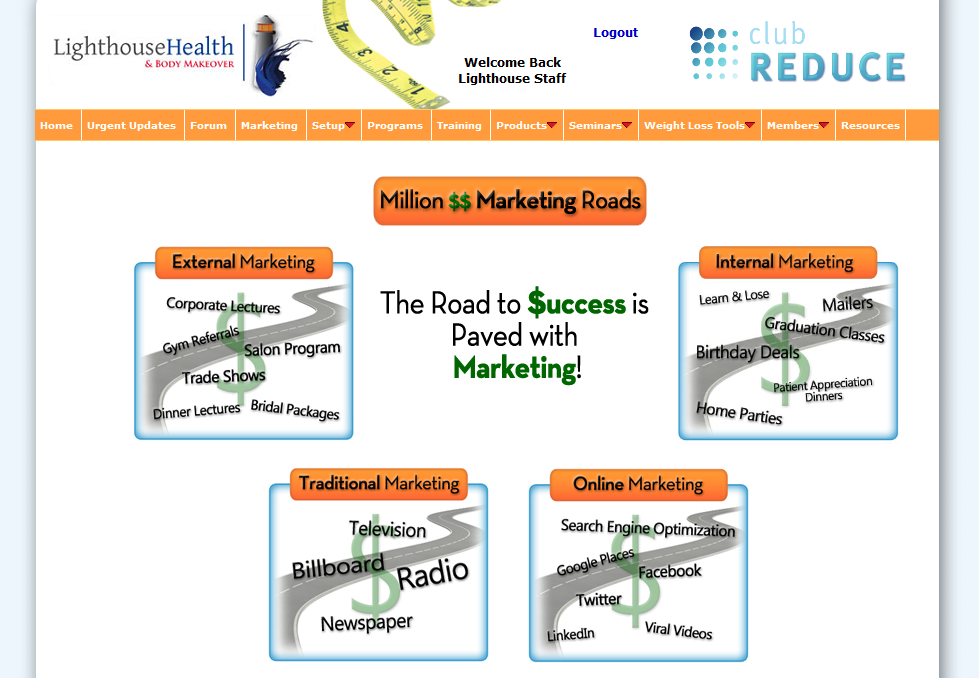 LighthouseHealth
& BODY MAKEOVER
Logout
Welcome Back
Lighthouse Staff
club
REDUCE
Home Urgent Updates Forum Marketing Setup Programs Training Products Seminars Weight Loss Tools Members Resources
Million $$ Marketing Roads
External Marketing
Corporate Lectures
Gym Referrals
Salon Program
Trade Shows
Dinner Lectures
Bridal Packages
The Road to $uccess is
Paved with
Marketing!
Internal Marketing
Learn & Lose
Mailers
Graduation Classes
Birthday Deals
Patient Appreciation
Dinners
Home Parties
Traditional Marketing
Television
Billboard
Radio
Newspaper
Online Marketing
Search Engine Optimization
Google Places
Facebook
Twitter
LinkedIn
Viral Videos